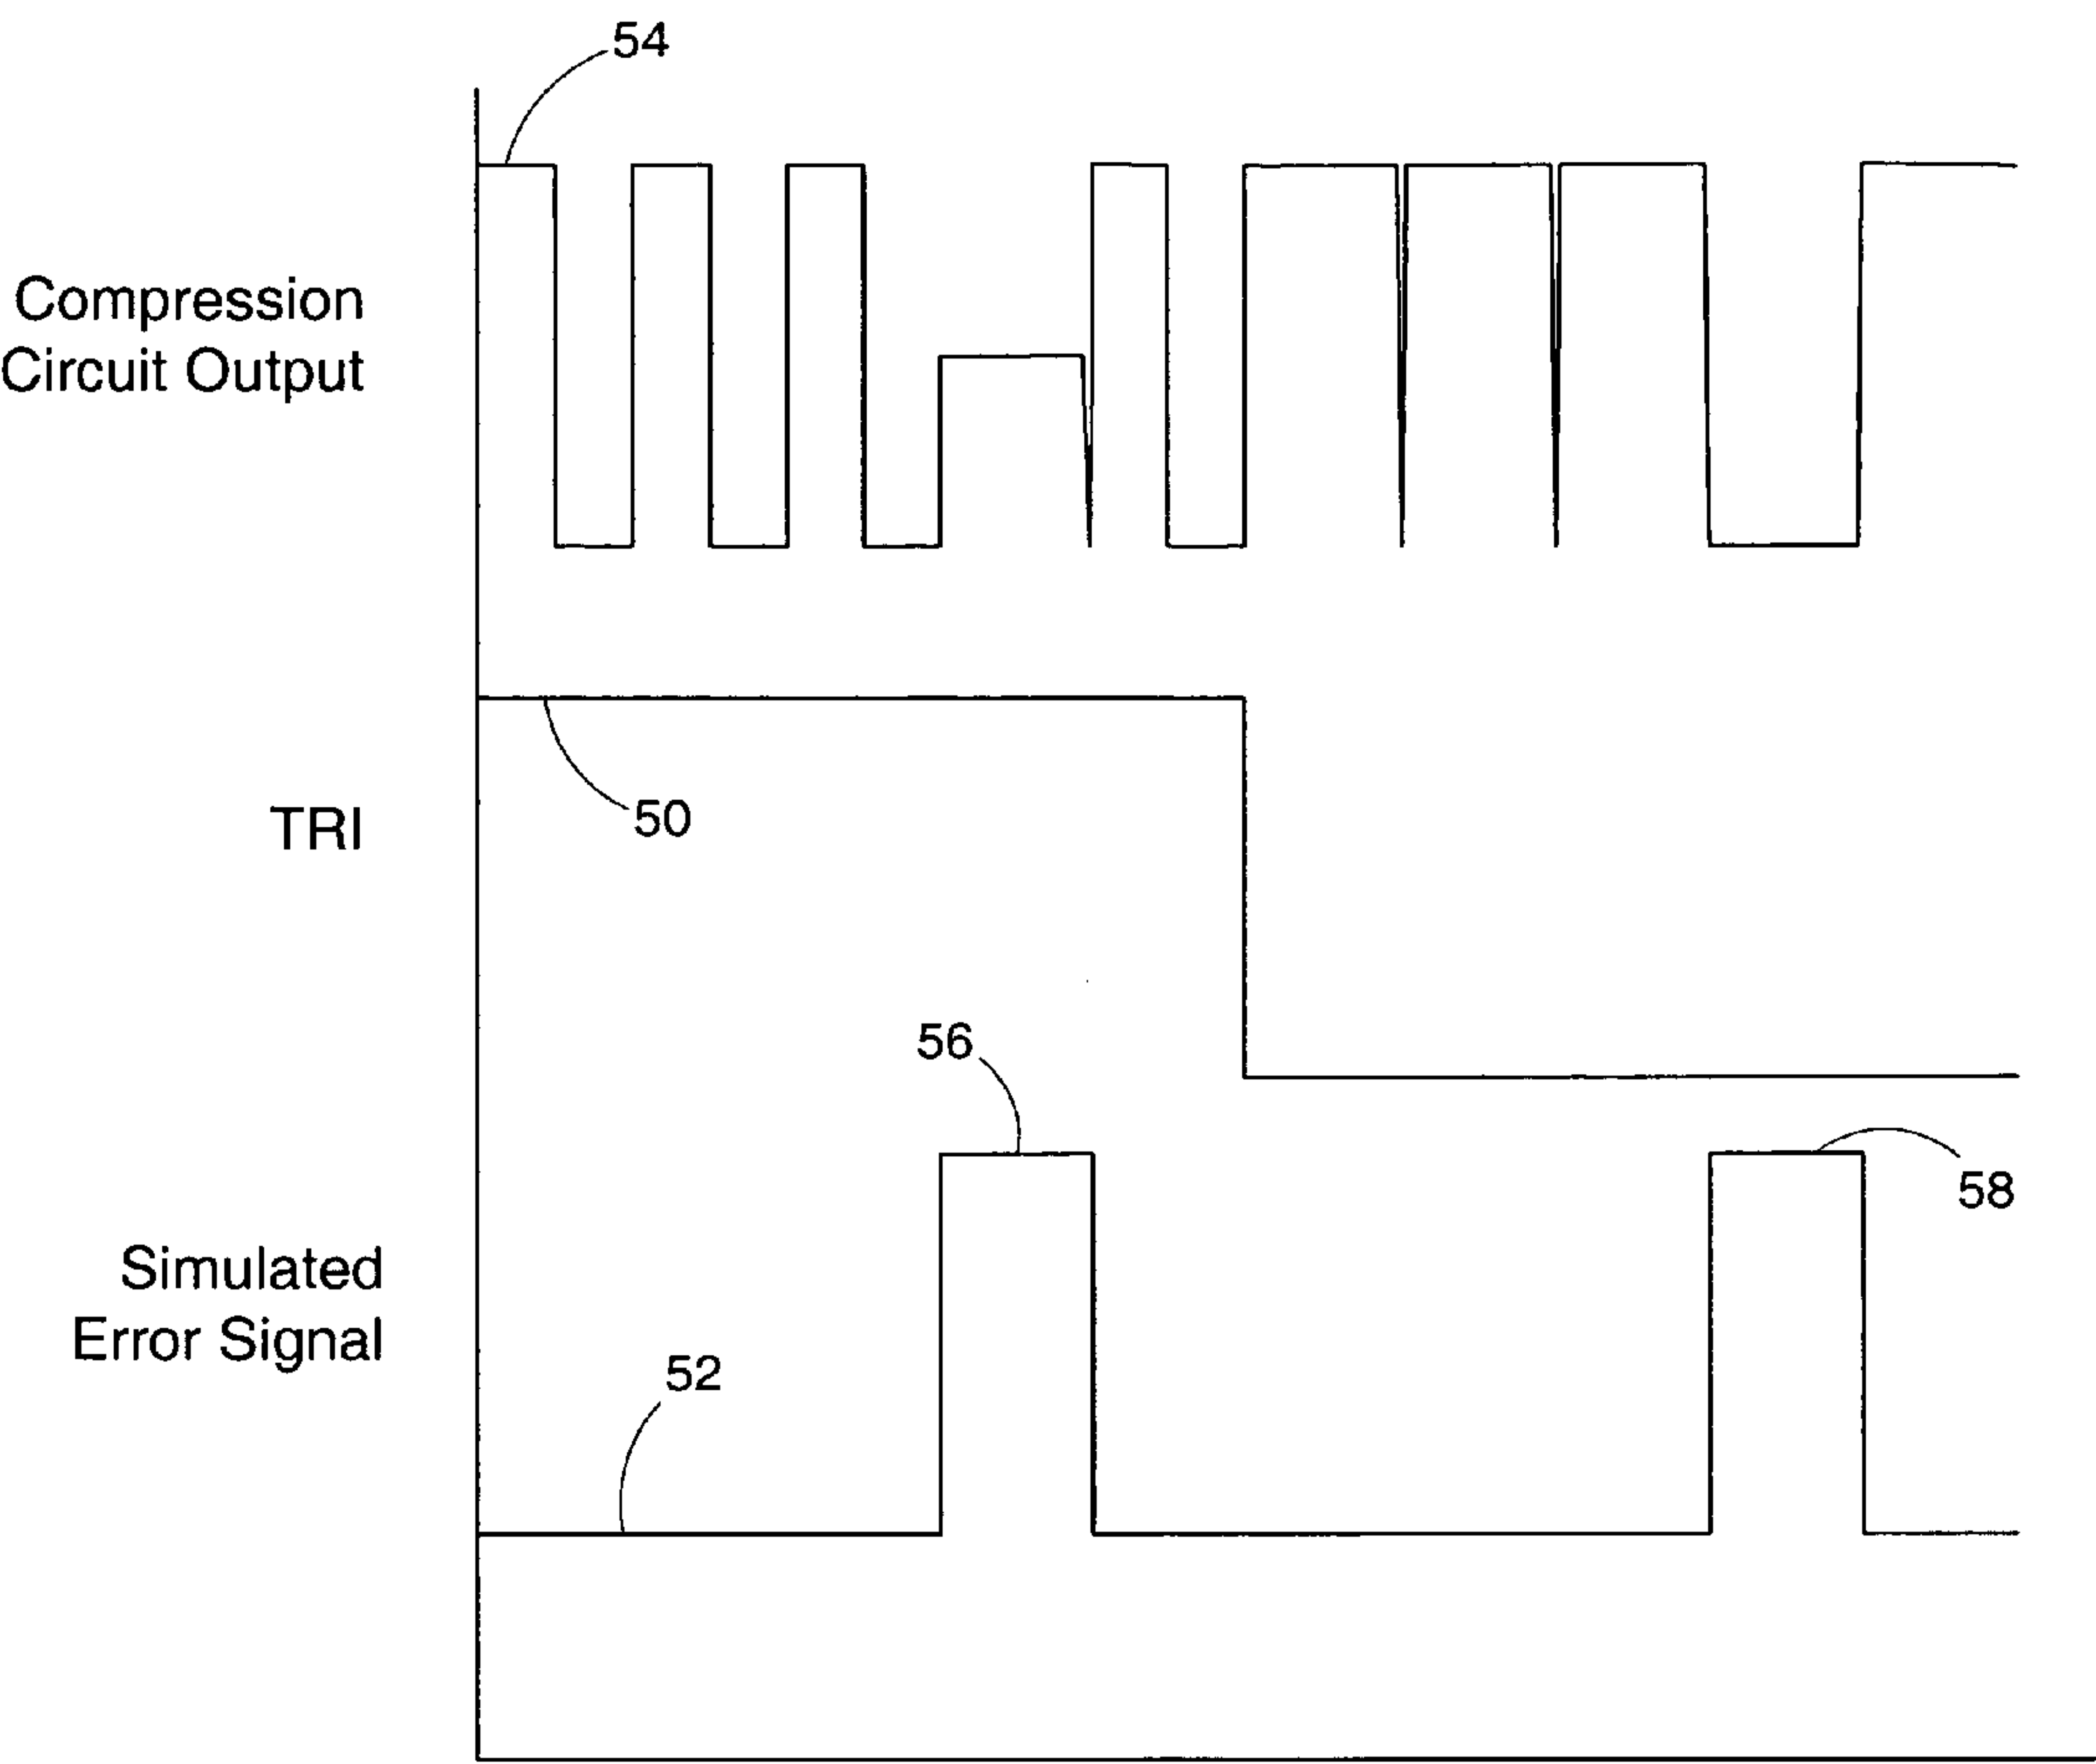 54
Compression
Circuit Output
50
TRI
56
58
Simulated
Error Signal
52